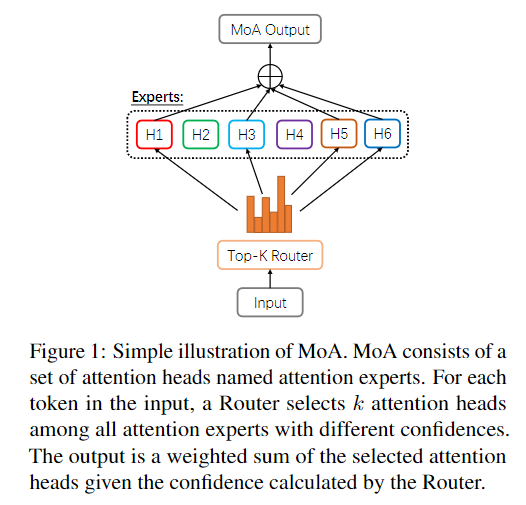 MoA Output
Experts:
H1 H2 H3 H4 H5 H6
Top-K Router
Input
Figure 1: Simple illustration of MoA. MoA consists of a
set of attention heads named attention experts. For each
token in the input, a Router selects k attention heads
among all attention experts with different confidences.
The output is a weighted sum of the selected attention
heads given the confidence calculated by the Router.